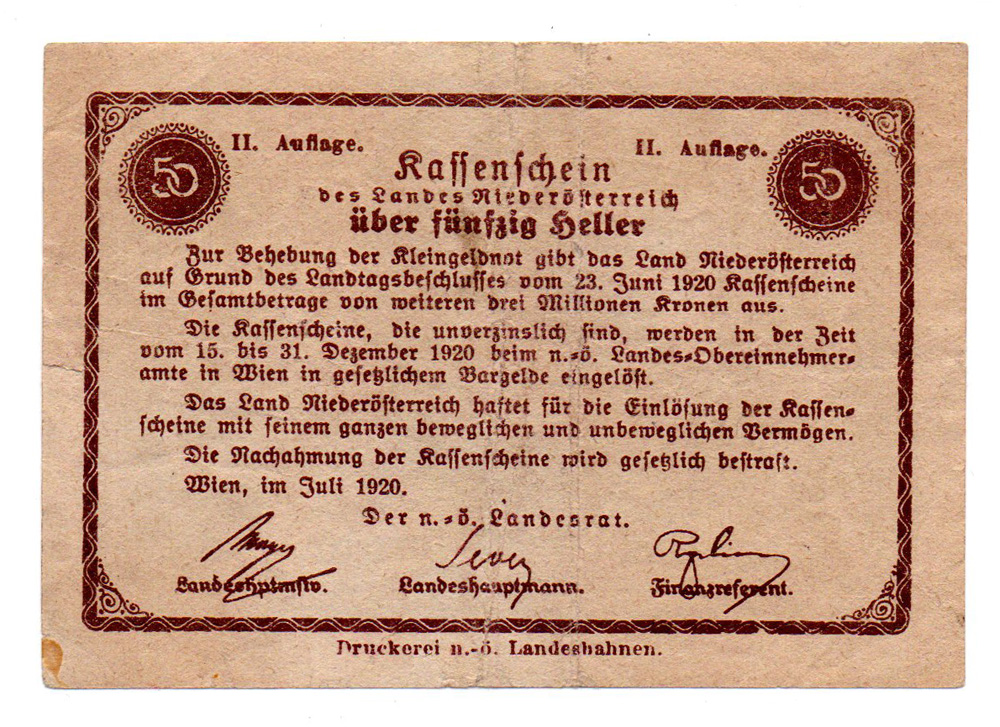 50
II. Auflage.
II. Auflage.
50
Kassenschein
des Landes Niederösterreich
über fünfzig Heller
Zur Behebung der Kleingeldnot gibt das Land Niederösterreich
auf Grund des Landtagsbeschlusses vom 23. Juni 1920 Kassenscheine
im Gesamtbetrage von weiteren drei Millionen Kronen aus.
Die Kassenscheine, die unverzinslich sind, werden in der Zeit
vom 15. bis 31. Dezember 1920 beim n.-ö. Landes-Obereinnehmer-
amte in Wien in gesetzlichem Bargelde eingelöst.
Das Land Niederösterreich haftet für die Einlösung der Kassen-
scheine mit seinem ganzen beweglichen und unbeweglichen Vermögen.
Die Nachahmung der Kassenscheine wird gesetzlich bestraft.
Wien, im Juli 1920.
Der n.-ö. Landesrat.
Sever
Landeshptmstv. Landeshauptmann. Finanzreferent.
Druckerei n.-ö. Landesbahnen.